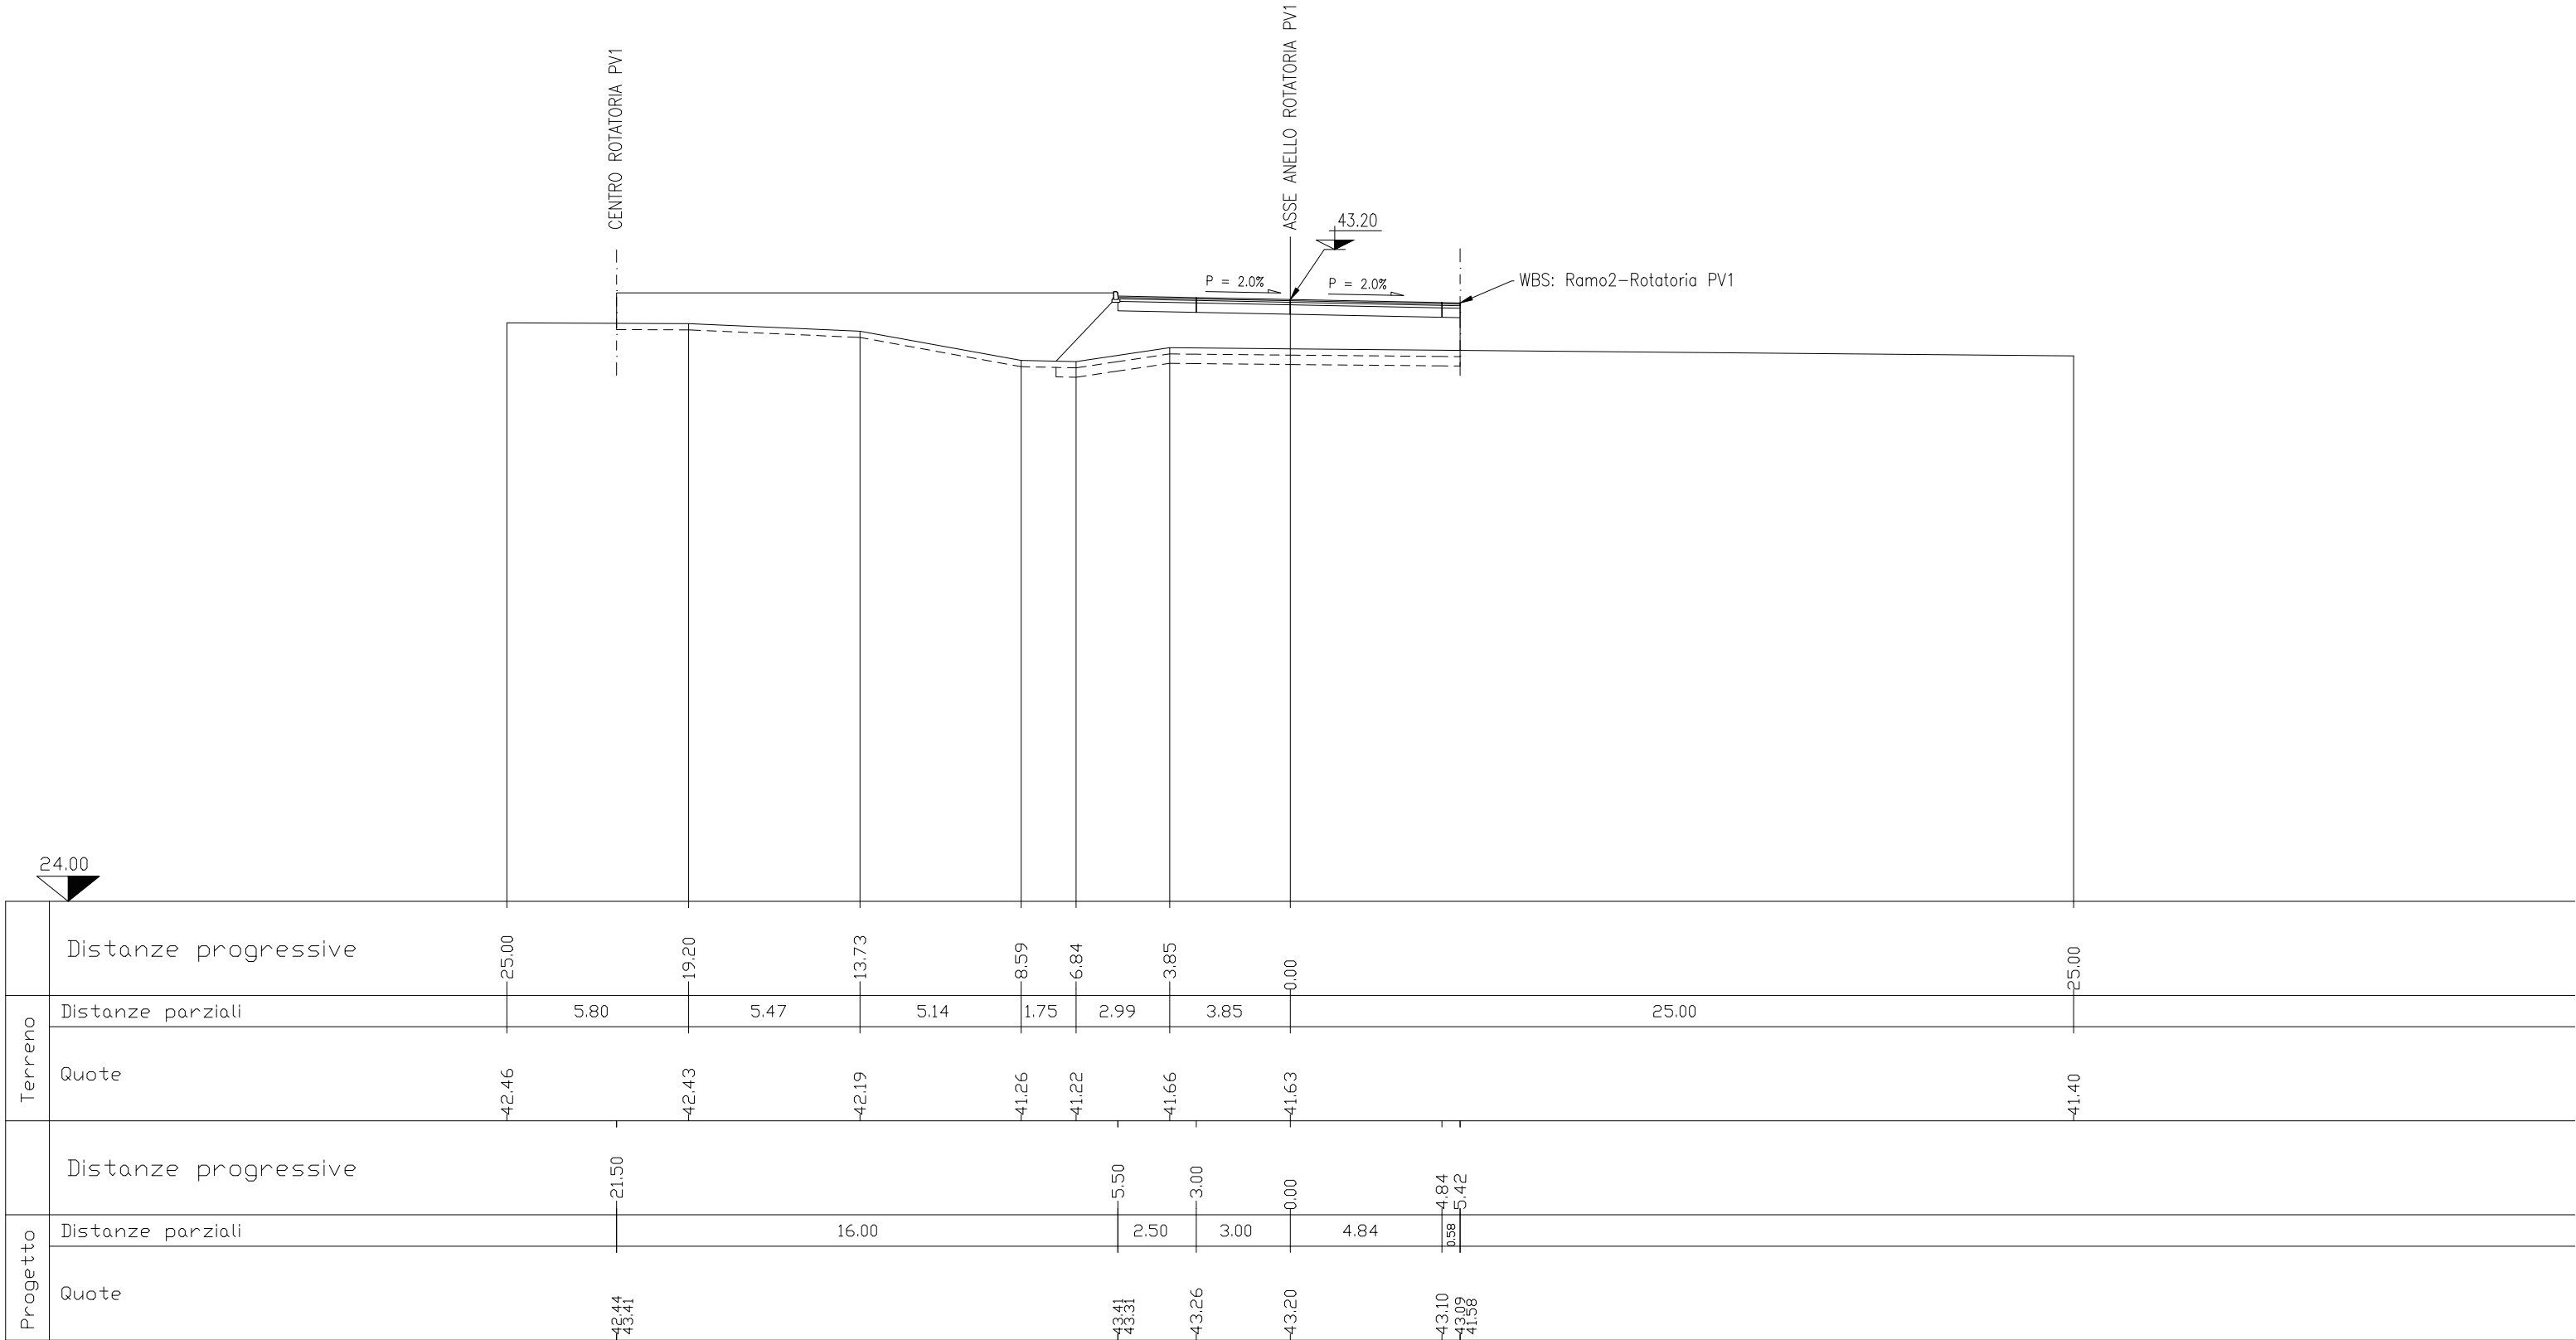 CENTRO ROTATORIA PV1
ASSE ANELLO ROTATORIA PV1
43.20
P = 2.0%
P = 2.0%
WBS: Ramo2-Rotatoria PV1
24.00
Distanze progressive
25.00 19.20 13.73 8.59 6.84 3.85 0.00 25.00
Terreno
Distanze parziali
5.80 5.47 5.14 1.75 2.99 3.85 25.00
Quote
42.46 42.43 42.19 41.26 41.22 41.66 41.63 41.40
Distanze progressive
21.50 5.50 3.00 0.00 4.84 5.42
Progetto
Distanze parziali
16.00 2.50 3.00 4.84 0.58
Quote
42.44 43.41 43.41 43.31 43.26 43.20 43.10 43.09 41.58